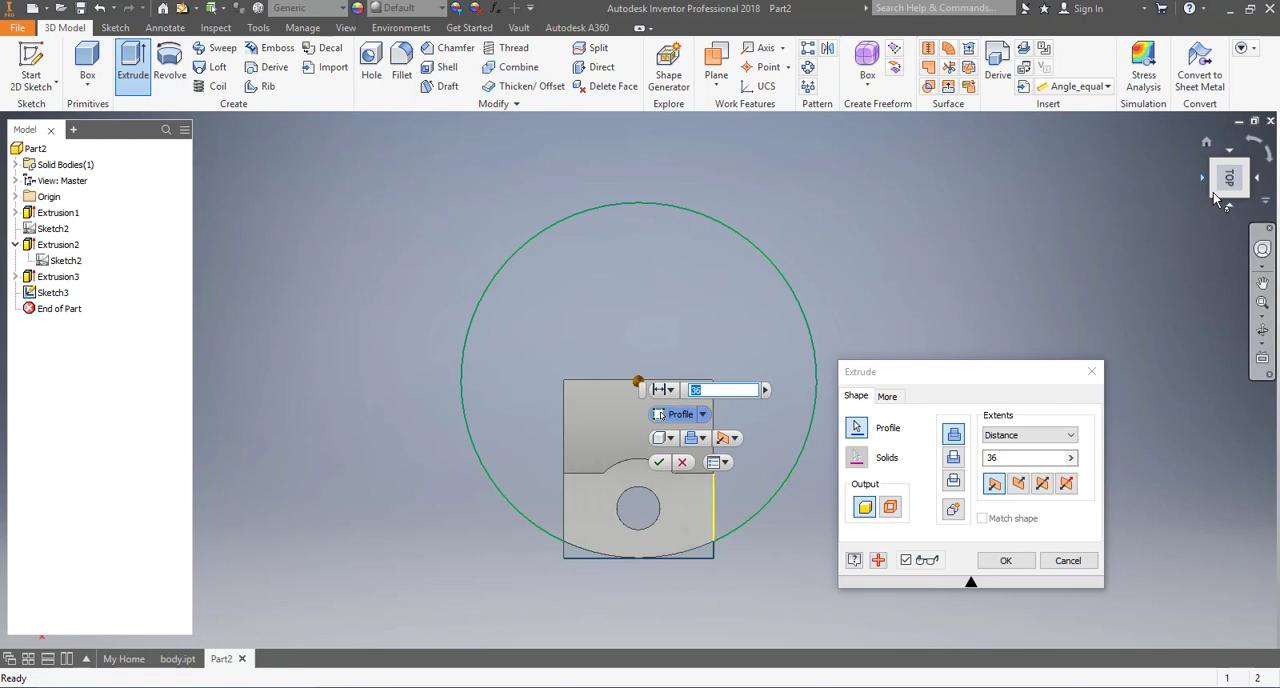 Generic Default Autodesk Inventor Professional 2018 Part2 Search Help & Commands... Sign In
File 3D Model Sketch Annotate Inspect Tools Manage View Environments Get Started Vault Autodesk A360
Start 2D Sketch Box Extrude Revolve Sweep Emboss Decal Hole Fillet Chamfer Thread Split Shape Generator Plane Axis Box Derive Stress Analysis Convert to Sheet Metal
Loft Derive Import Combine Direct Point
Coil Rib Draft Thicken/ Offset Delete Face UCS Angle_equal
Sketch Primitives Create Modify Explore Work Features Pattern Create Freeform Surface Insert Simulation Convert
Model
Part2
Solid Bodies(1)
View: Master
Origin
Extrusion1
Sketch2
Extrusion2
Sketch2
Extrusion3
Sketch3
End of Part
TOP
36
Profile
Extrude
Shape More
Profile
Solids
Output
Extents
Distance
36
Match shape
OK Cancel
My Home body.ipt Part2
Ready 1 2